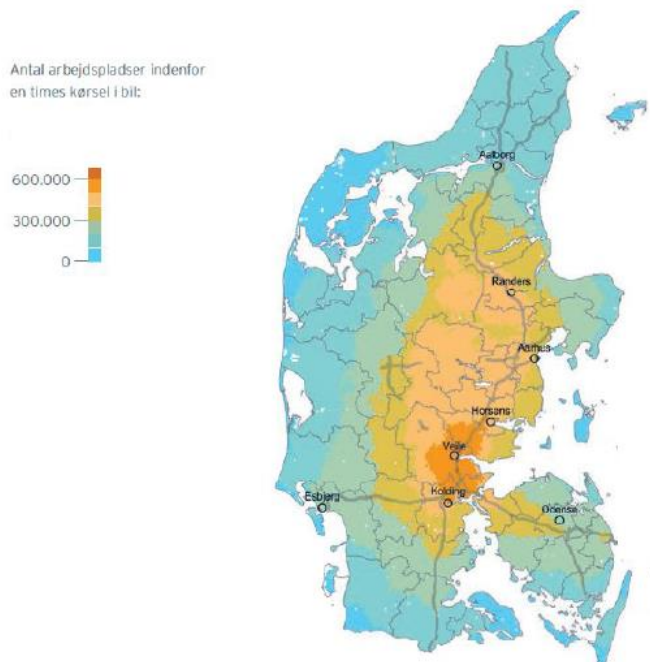 Antal arbejdspladser indenfor
en times kørsel i bil:
600.000
300.000
0
Aalborg
Randers
Aarhus
Horsens
Vejle
Kolding
Esbjerg
Odense